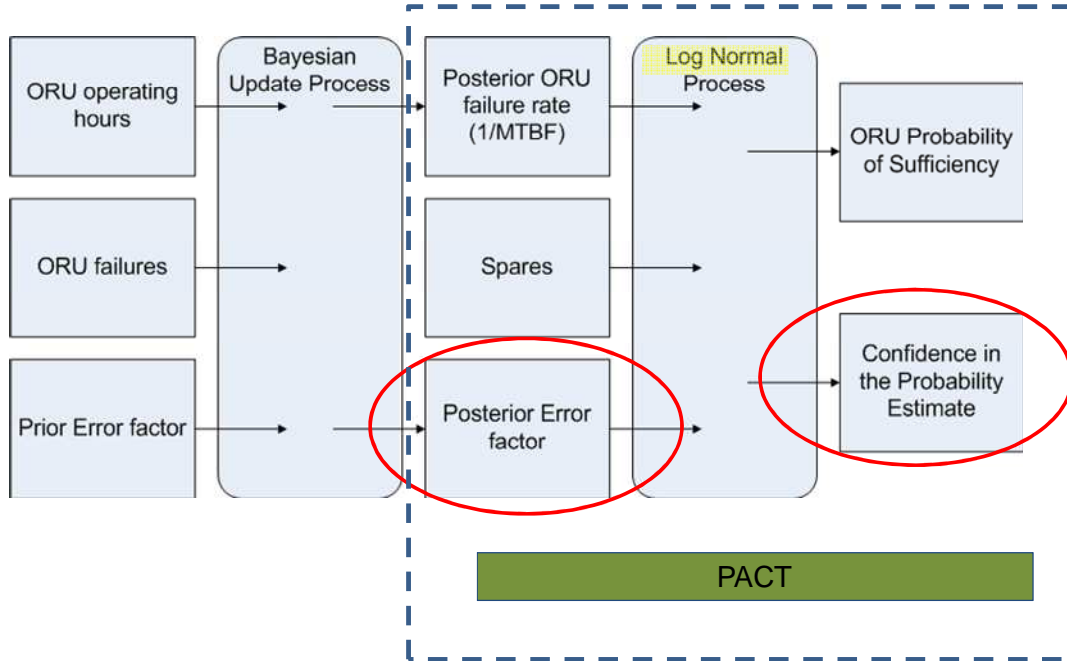 ORU operating
hours
ORU failures
Prior Error factor
Bayesian
Update Process
Posterior ORU
failure rate
(1/MTBF)
Spares
Posterior Error
factor
Log Normal
Process
ORU Probability
of Sufficiency
Confidence in
the Probability
Estimate
PACT